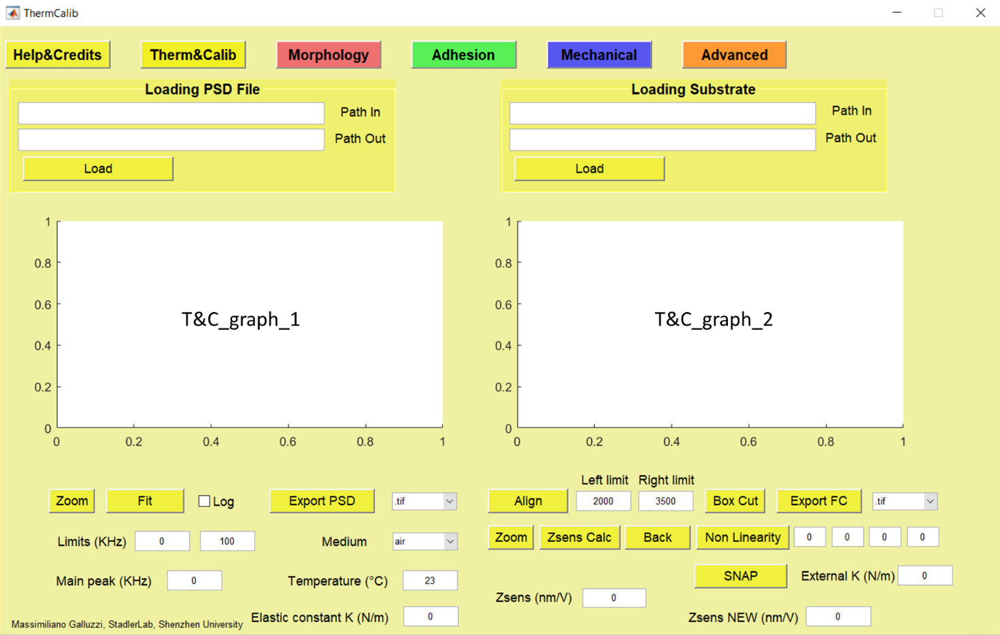 ThermCalib
Help&Credits Therm&Calib Morphology Adhesion Mechanical Advanced
Loading PSD File
Path In
Path Out
Load
Loading Substrate
Path In
Path Out
Load
1
0.8
0.6
0.4
0.2
0
0 0.2 0.4 0.6 0.8 1
T&C_graph_1
1
0.8
0.6
0.4
0.2
0
0 0.2 0.4 0.6 0.8 1
T&C_graph_2
Zoom Fit Log Export PSD .tif
Limits (KHz) 0 100 Medium air
Main peak (KHz) 0 Temperature (°C) 23
Elastic constant K (N/m) 0
Left limit Right limit
Align 2000 3500 Box Cut Export FC .tif
Zoom Zsens Calc Back Non Linearity 0 0 0 0
SNAP External K (N/m) 0
Zsens (nm/V) 0
Zsens NEW (nm/V) 0
Massimiliano Galluzzi, StadlerLab, Shenzhen University